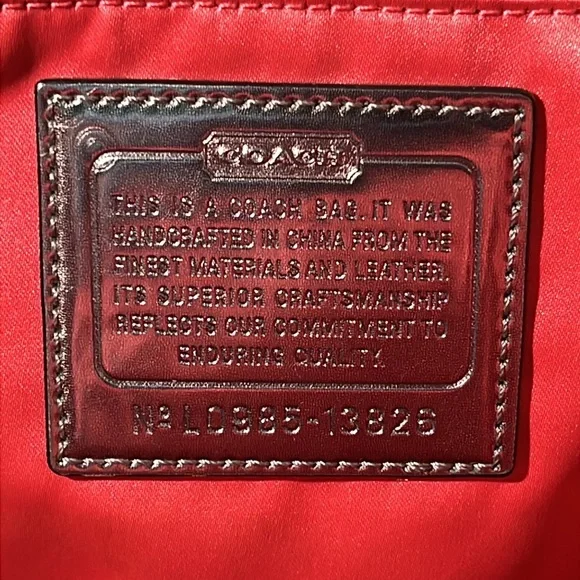 COACH
THIS IS A COACH BAG. IT WAS
HANDCRAFTED IN CHINA FROM THE
FINEST MATERIALS AND LEATHER.
ITS SUPERIOR CRAFTSMANSHIP
REFLECTS OUR COMMITMENT TO
ENDURING QUALITY.
Nº L0985-13826